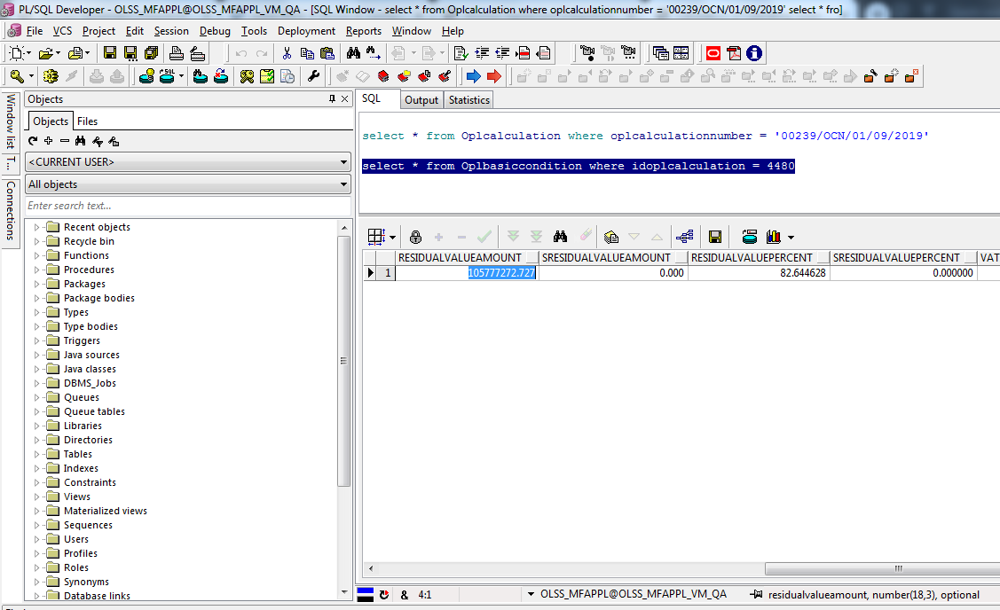 PL/SQL Developer - OLSS_MFAPPL@OLSS_MFAPPL_VM_QA - [SQL Window - select * from Oplcalculation where oplcalculationnumber = '00239/OCN/01/09/2019' select * fro]
File VCS Project Edit Session Debug Tools Deployment Reports Window Help
SQL
Window list
T...
Connections
Objects
Objects Files
<CURRENT USER>
All objects
Enter search text...
Recent objects
Recycle bin
Functions
Procedures
Packages
Package bodies
Types
Type bodies
Triggers
Java sources
Java classes
DBMS_Jobs
Queues
Queue tables
Libraries
Directories
Tables
Indexes
Constraints
Views
Materialized views
Sequences
Users
Profiles
Roles
Synonyms
Database links
SQL Output Statistics
select * from Oplcalculation where oplcalculationnumber = '00239/OCN/01/09/2019'
select * from Oplbasiccondition where idoplcalculation = 4480
RESIDUALVALUEAMOUNT SRESIDUALVALUEAMOUNT RESIDUALVALUEPERCENT SRESIDUALVALUEPERCENT VAT
1 105777272.727 0.000 82.644628 0.000000
& 4:1 OLSS_MFAPPL@OLSS_MFAPPL_VM_QA residualvalueamount, number(18,3), optional